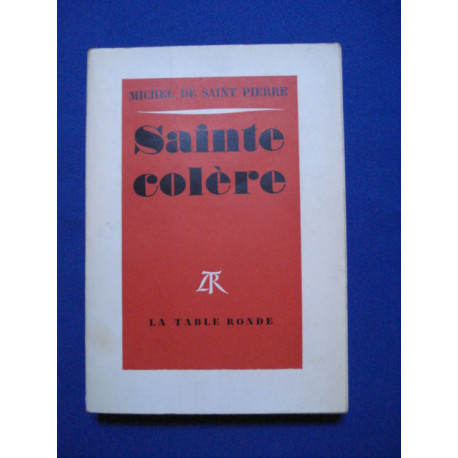 MICHEL DE SAINT PIERRE
Sainte
colère
LTR
LA TABLE RONDE